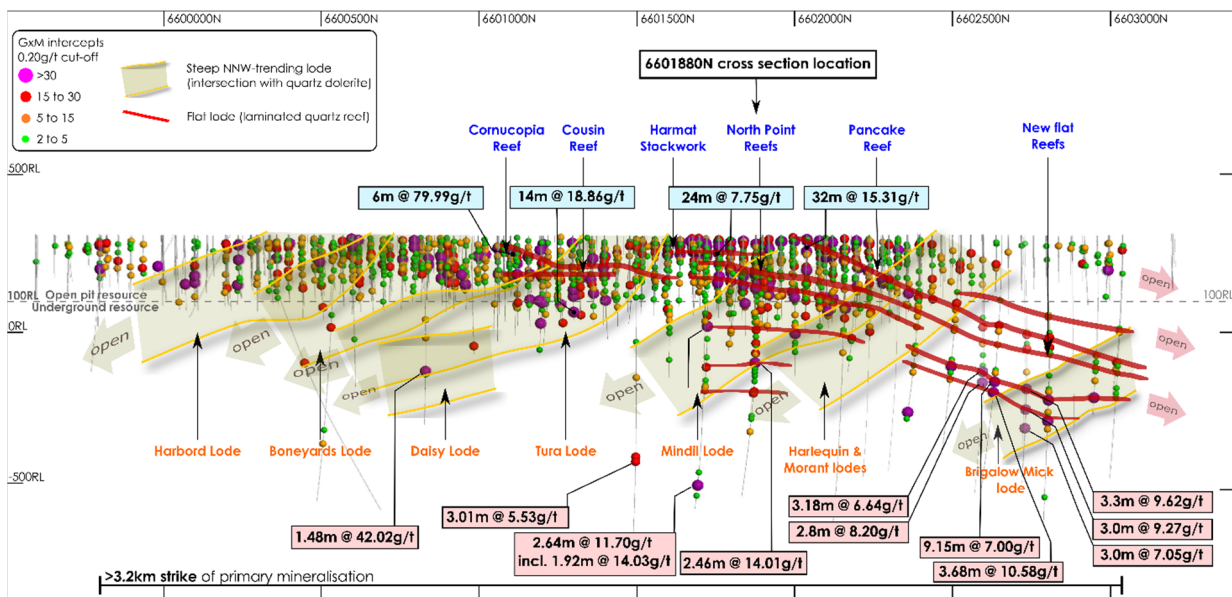 6600000N
6600500N
6601000N
6601500N
6602000N
6602500N
6603000N
GxM intercepts
0.20g/t cut-off
>30
15 to 30
5 to 15
2 to 5
Steep NNW-trending lode
(intersection with quartz dolerite)
Flat lode (laminated quartz reef)
6601880N cross section location
Cornucopia
Reef
Cousin
Reef
Harmat
Stockwork
North Point
Reefs
Pancake
Reef
New flat
Reefs
500RL
6m @ 79.99g/t
14m @ 18.86g/t
24m @ 7.75g/t
32m @ 15.31g/t
100RL
Open pit resource
Underground resource
100RL
0RL
open
open
open
open
open
open
open
open
open
open
Harbord Lode
Boneyards Lode
Daisy Lode
Tura Lode
Mindil Lode
Harlequin &
Morant lodes
Brigalow Mick
lode
-500RL
1.48m @ 42.02g/t
3.01m @ 5.53g/t
2.64m @ 11.70g/t
incl. 1.92m @ 14.03g/t
2.46m @ 14.01g/t
3.18m @ 6.64g/t
2.8m @ 8.20g/t
9.15m @ 7.00g/t
3.68m @ 10.58g/t
3.3m @ 9.62g/t
3.0m @ 9.27g/t
3.0m @ 7.05g/t
>3.2km strike of primary mineralisation